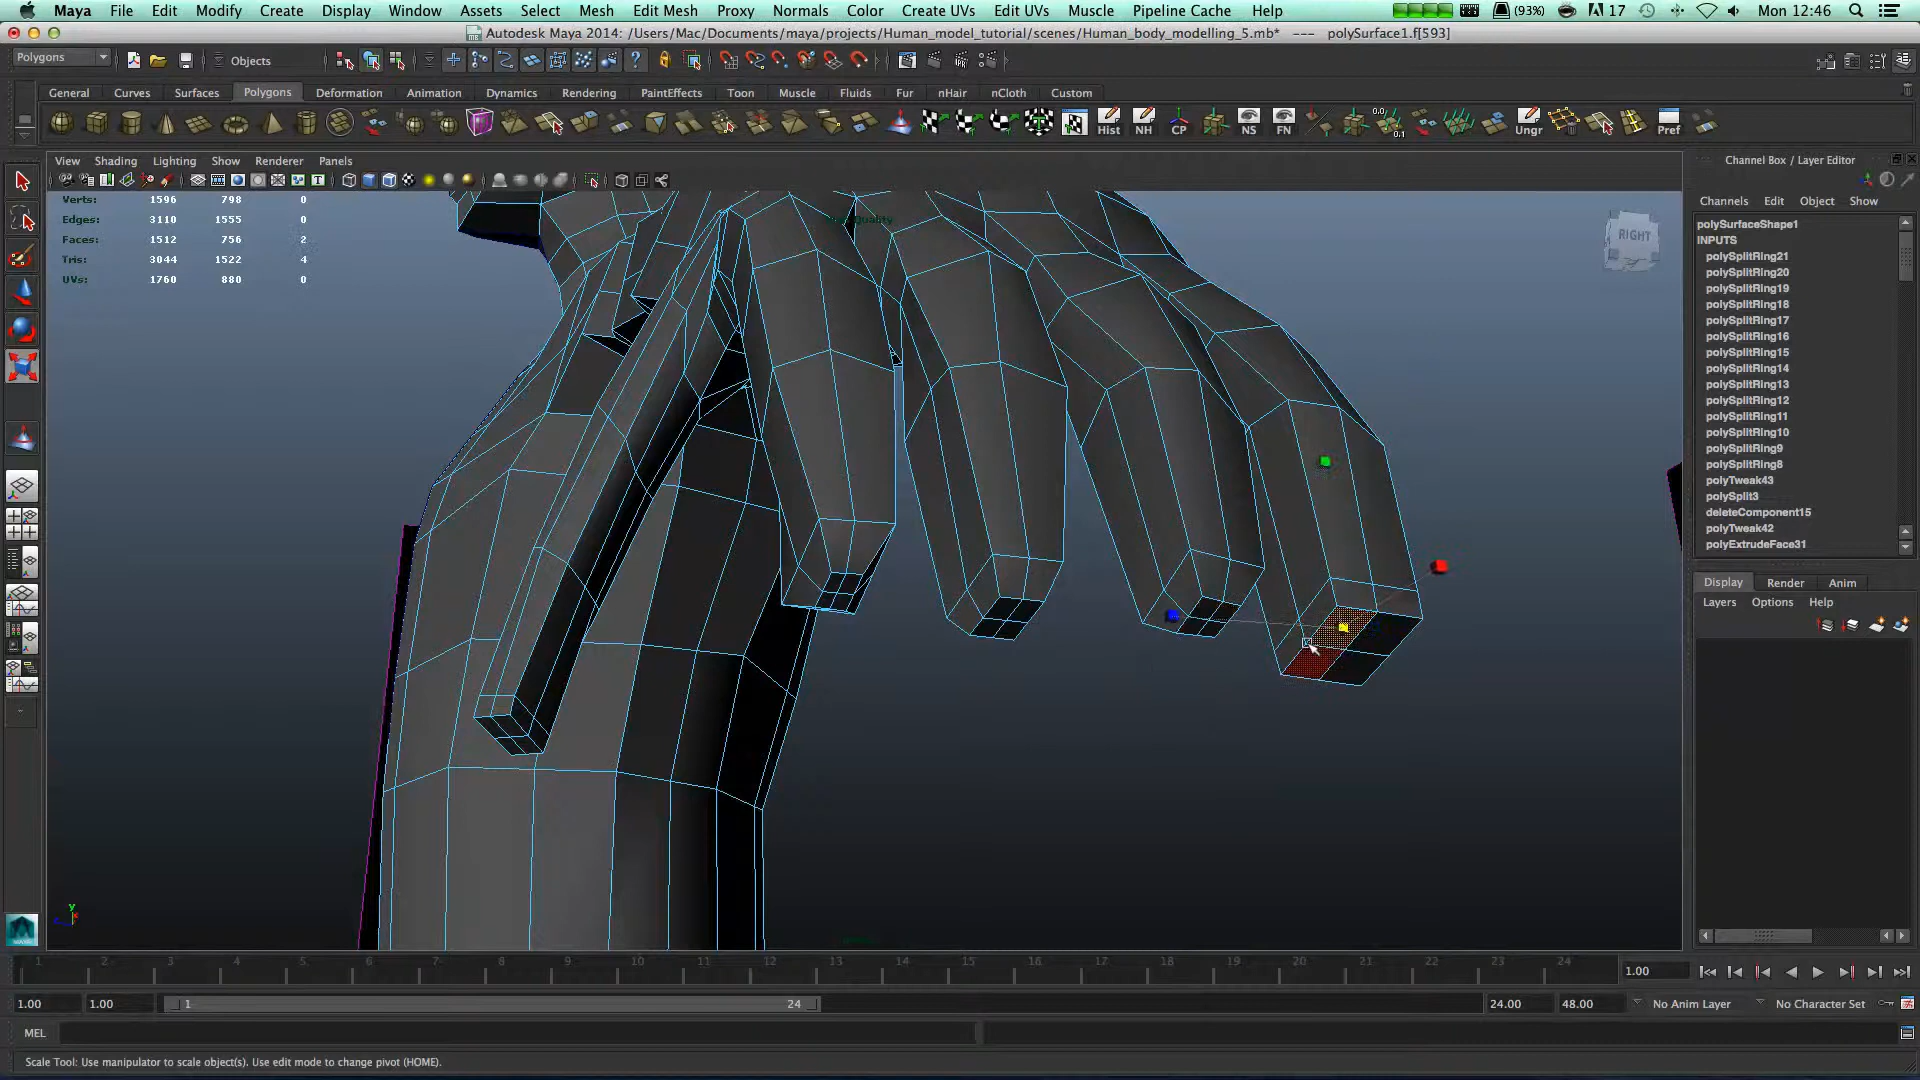 Maya File Edit Modify Create Display Window Assets Select Mesh Edit Mesh Proxy Normals Color Create UVs Edit UVs Muscle Pipeline Cache Help (93%) 17 Mon 12:46
Autodesk Maya 2014: /Users/Mac/Documents/maya/projects/Human_model_tutorial/scenes/Human_body_modelling_5.mb* --- polySurface1.f[593]
Polygons Objects
General Curves Surfaces Polygons Deformation Animation Dynamics Rendering PaintEffects Toon Muscle Fluids Fur nHair nCloth Custom
Hist NH CP NS FN 0.0 0.1 Ungr Pref
View Shading Lighting Show Renderer Panels
Channel Box / Layer Editor
Verts: 1596 798 0
Edges: 3110 1555 0
Faces: 1512 756 2
Tris: 3044 1522 4
UVs: 1760 880 0
RIGHT
Channels Edit Object Show
polySurfaceShape1
INPUTS
polySplitRing21
polySplitRing20
polySplitRing19
polySplitRing18
polySplitRing17
polySplitRing16
polySplitRing15
polySplitRing14
polySplitRing13
polySplitRing12
polySplitRing11
polySplitRing10
polySplitRing9
polySplitRing8
polyTweak43
polySplit3
deleteComponent15
polyTweak42
polyExtrudeFace31
Display Render Anim
Layers Options Help
y
1 2 3 4 5 6 7 8 9 10 11 12 13 14 15 16 17 18 19 20 21 22 23 24 1.00
1.00 1.00 1 24 24.00 48.00 No Anim Layer No Character Set
MEL
Scale Tool: Use manipulator to scale object(s). Use edit mode to change pivot (HOME).